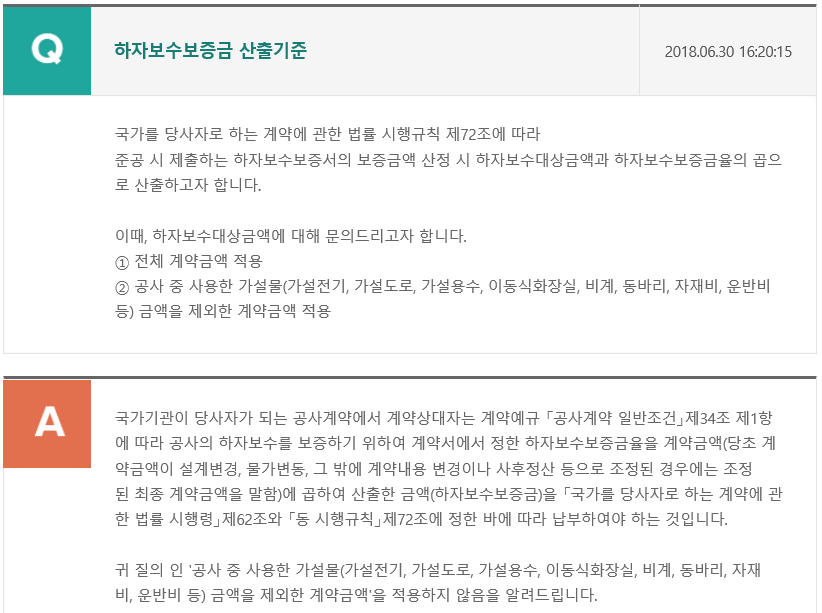 Q
하자보수보증금 산출기준
2018.06.30 16:20:15
국가를 당사자로 하는 계약에 관한 법률 시행규칙 제72조에 따라
준공 시 제출하는 하자보수보증서의 보증금액 산정 시 하자보수대상금액과 하자보수보증금율의 곱으
로 산출하고자 합니다.
이때, 하자보수대상금액에 대해 문의드리고자 합니다.
① 전체 계약금액 적용
② 공사 중 사용한 가설물(가설전기, 가설도로, 가설용수, 이동식화장실, 비계, 동바리, 자재비, 운반비
등) 금액을 제외한 계약금액 적용
A
국가기관이 당사자가 되는 공사계약에서 계약상대자는 계약예규 「공사계약 일반조건」제34조 제1항
에 따라 공사의 하자보수를 보증하기 위하여 계약서에서 정한 하자보수보증금율을 계약금액(당초 계
약금액이 설계변경, 물가변동, 그 밖에 계약내용 변경이나 사후정산 등으로 조정된 경우에는 조정
된 최종 계약금액을 말함)에 곱하여 산출한 금액(하자보수보증금)을 「국가를 당사자로 하는 계약에 관
한 법률 시행령」제62조와 「동 시행규칙」제72조에 정한 바에 따라 납부하여야 하는 것입니다.
귀 질의 인 '공사 중 사용한 가설물(가설전기, 가설도로, 가설용수, 이동식화장실, 비계, 동바리, 자재
비, 운반비 등) 금액을 제외한 계약금액'을 적용하지 않음을 알려드립니다.